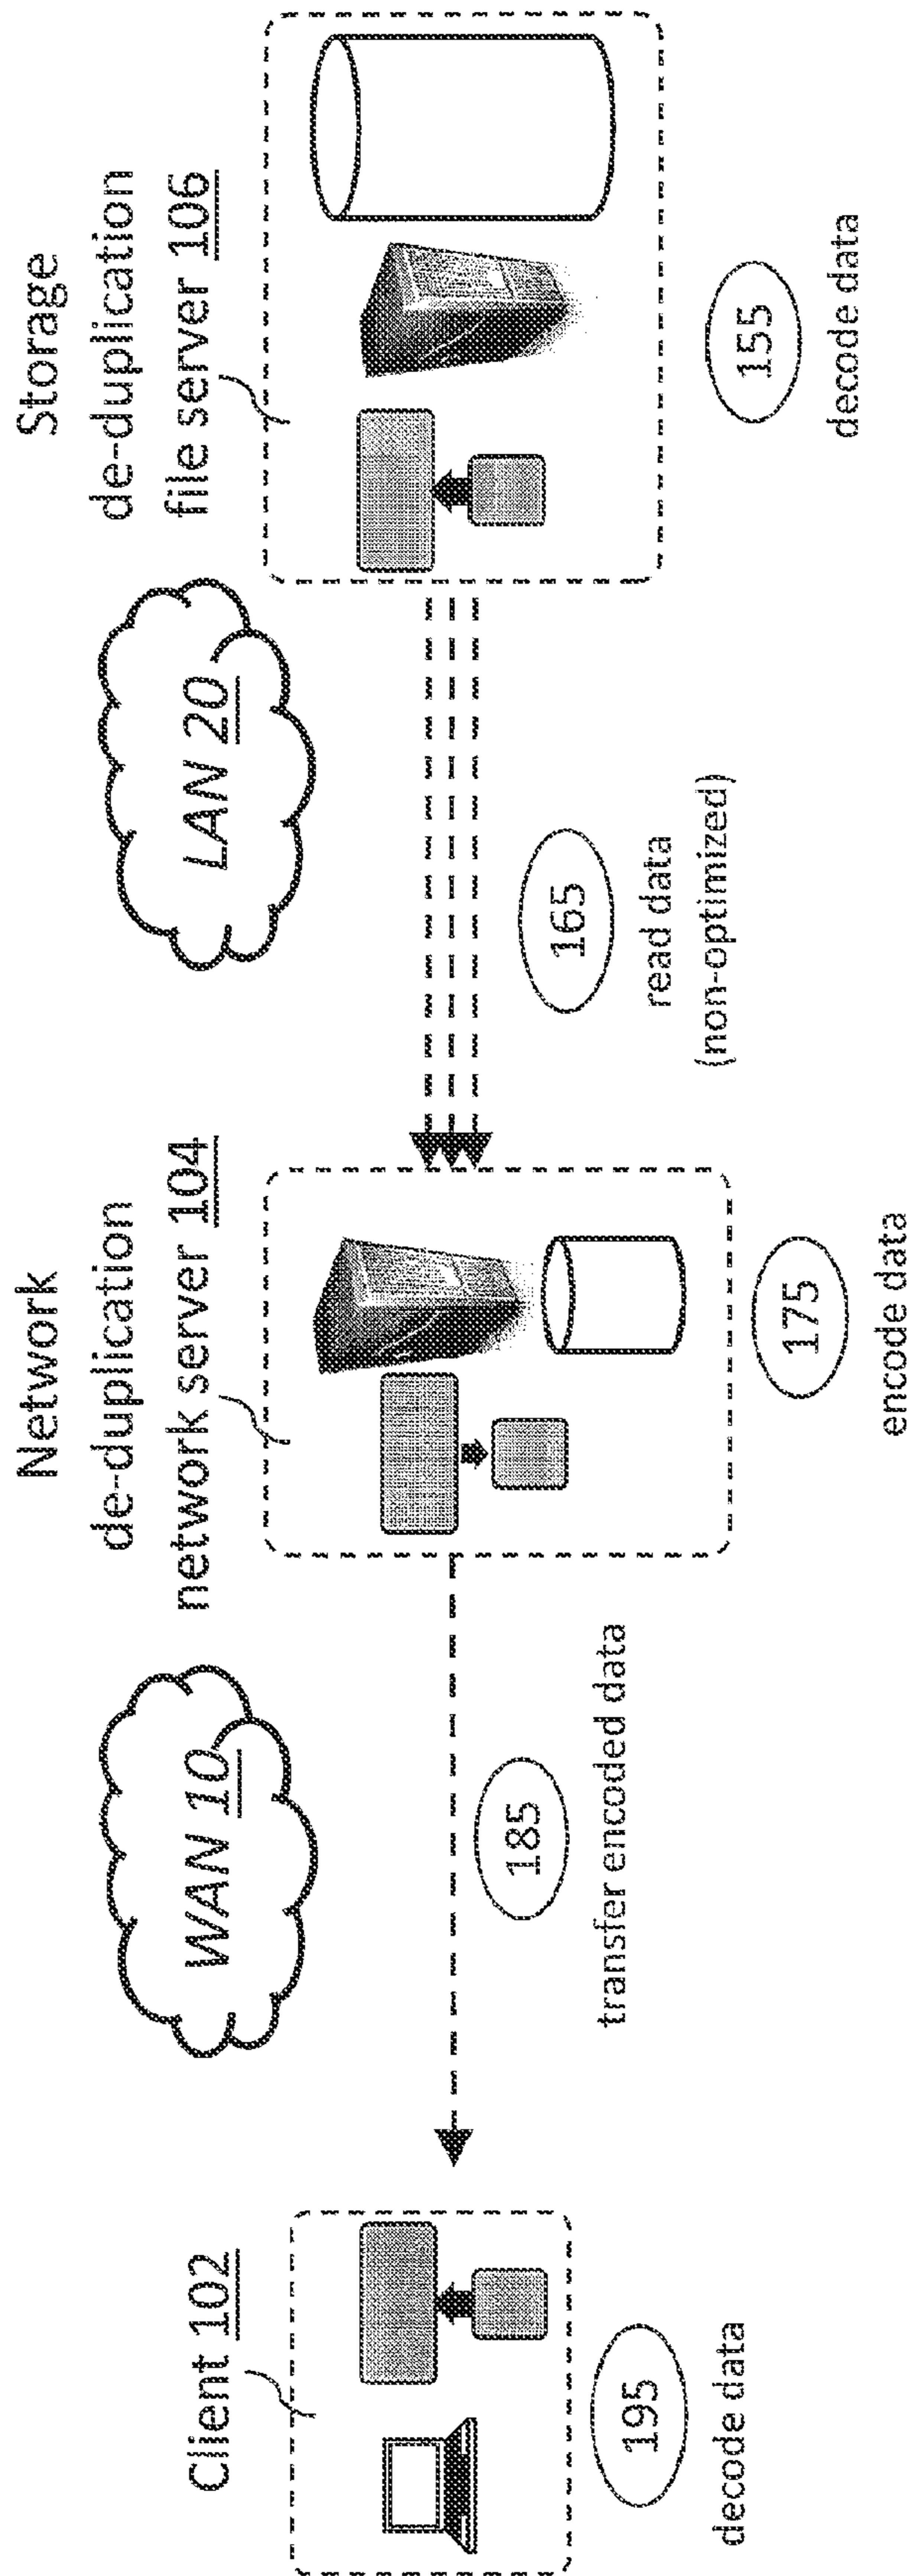 Client 102
WAN 10
Network
de-duplication
network server 104
LAN 20
Storage
de-duplication
file server 106
195
decode data
185
transfer encoded data
175
encode data
165
read data
(non-optimized)
155
decode data